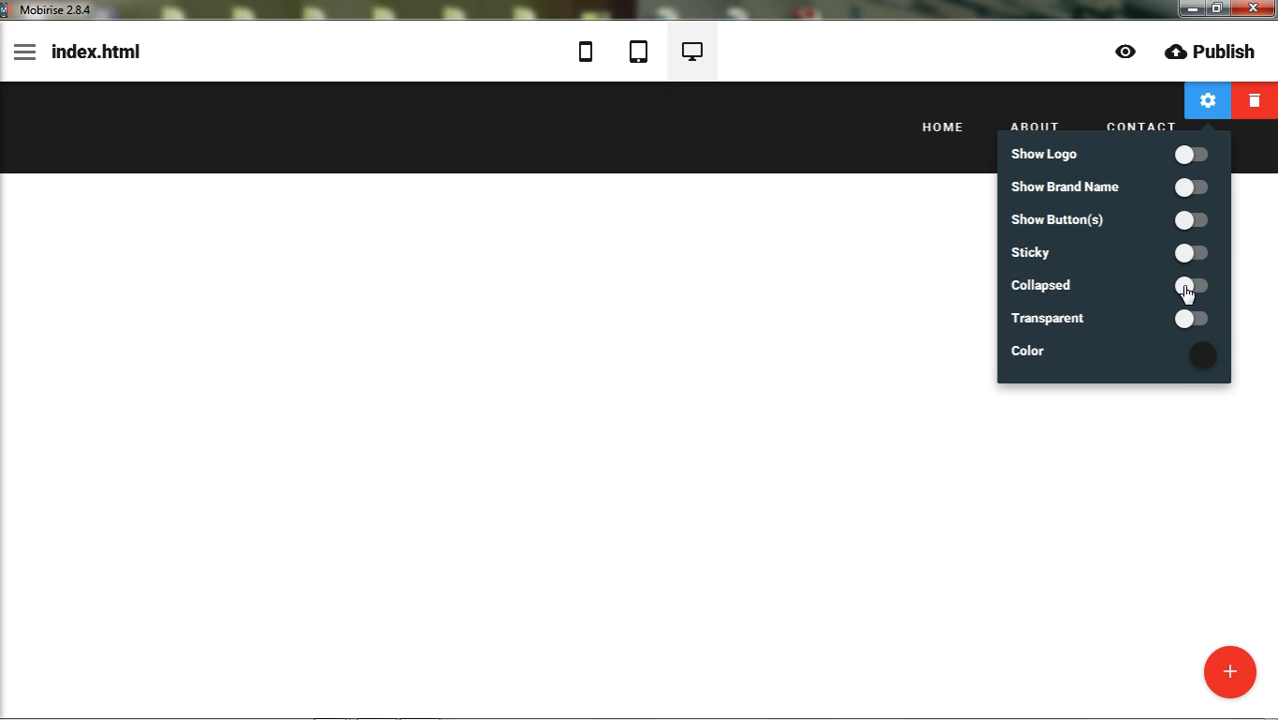 Mobirise 2.8.4
index.html
Publish
HOME ABOUT CONTACT
Show Logo
Show Brand Name
Show Button(s)
Sticky
Collapsed
Transparent
Color